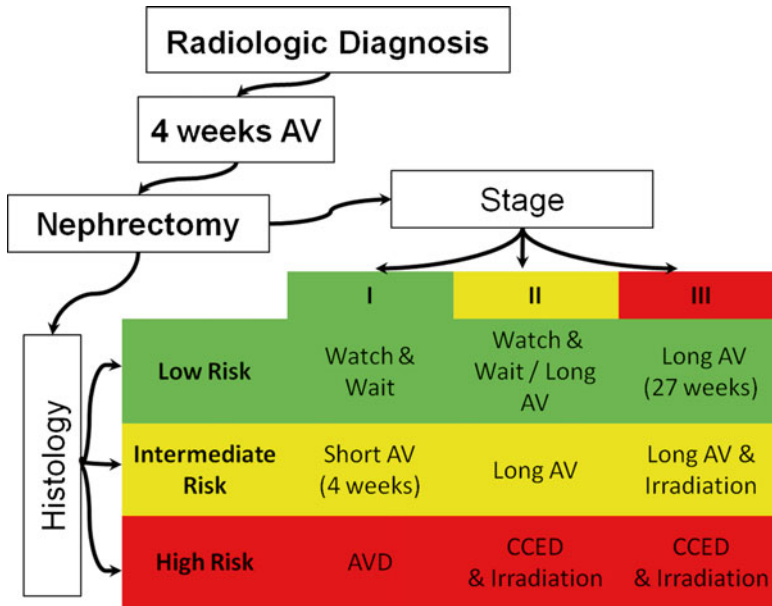 Radiologic Diagnosis
4 weeks AV
Nephrectomy
Stage
I
II
III
Histology
Low Risk
Watch &
Wait
Watch &
Wait / Long
AV
Long AV
(27 weeks)
Intermediate
Risk
Short AV
(4 weeks)
Long AV
Long AV &
Irradiation
High Risk
AVD
CCED
& Irradiation
CCED
& Irradiation